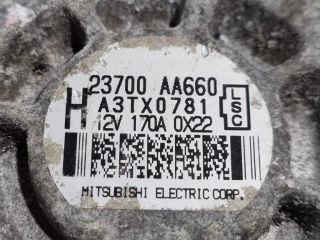 23700 AA660
H A3TX0781 LSC
12V 170A 0X22
MITSUBISHI ELECTRIC CORP.